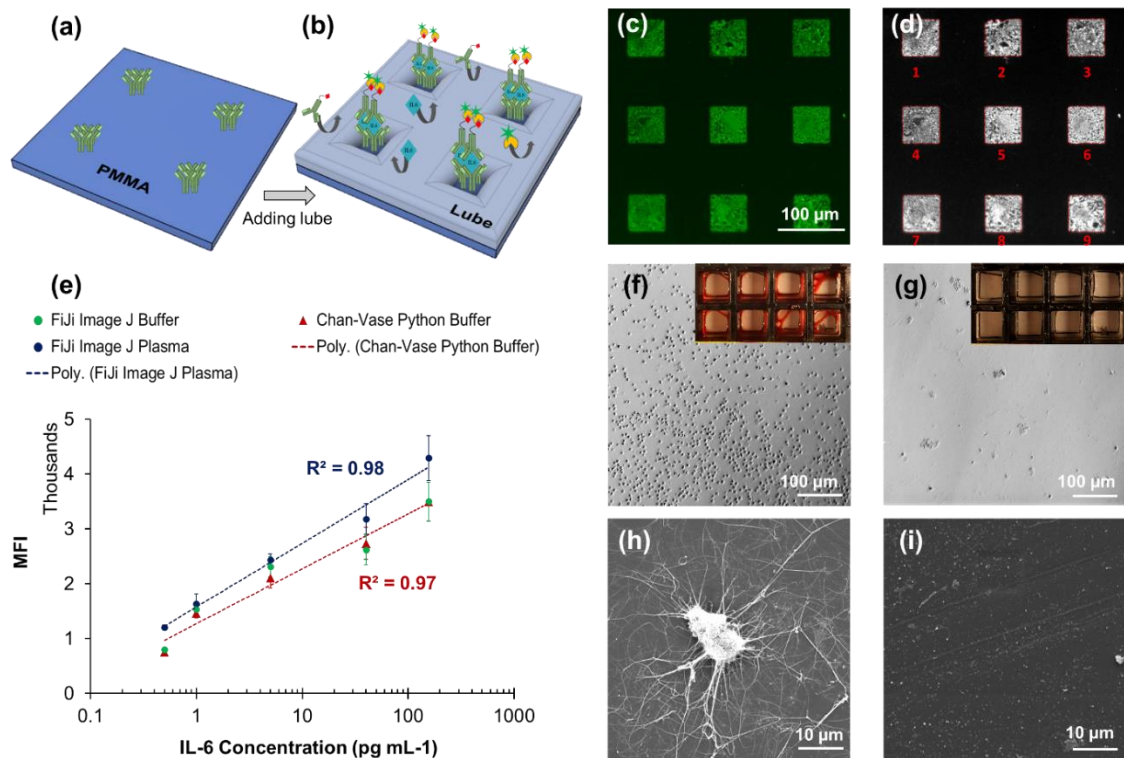 (a)
PMMA
Adding lube
(b)
Lube
(c)
100 µm
(d)
1
2
3
4
5
6
7
8
9
(e)
FiJi Image J Buffer
Chan-Vase Python Buffer
FiJi Image J Plasma
Poly. (Chan-Vase Python Buffer)
Poly. (FiJi Image J Plasma)
5
4
3
2
1
0
Thousands
MFI
R² = 0.98
R² = 0.97
0.1
1
10
100
1000
IL-6 Concentration (pg mL-1)
(f)
100 µm
(g)
100 µm
(h)
10 µm
(i)
10 µm